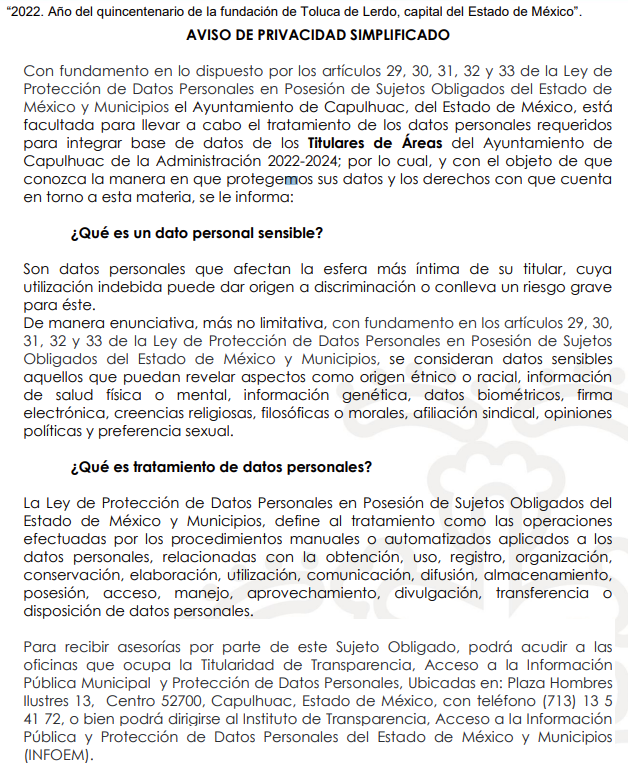 “2022. Año del quincentenario de la fundación de Toluca de Lerdo, capital del Estado de México”.
AVISO DE PRIVACIDAD SIMPLIFICADO
Con fundamento en lo dispuesto por los artículos 29, 30, 31, 32 y 33 de la Ley de
Protección de Datos Personales en Posesión de Sujetos Obligados del Estado de
México y Municipios el Ayuntamiento de Capulhuac, del Estado de México, está
facultada para llevar a cabo el tratamiento de los datos personales requeridos
para integrar base de datos de los Titulares de Áreas del Ayuntamiento de
Capulhuac de la Administración 2022-2024; por lo cual, y con el objeto de que
conozca la manera en que protegemos sus datos y los derechos con que cuenta
en torno a esta materia, se le informa:
¿Qué es un dato personal sensible?
Son datos personales que afectan la esfera más íntima de su titular, cuya
utilización indebida puede dar origen a discriminación o conlleva un riesgo grave
para éste.
De manera enunciativa, más no limitativa, con fundamento en los artículos 29, 30,
31, 32 y 33 de la Ley de Protección de Datos Personales en Posesión de Sujetos
Obligados del Estado de México y Municipios, se consideran datos sensibles
aquellos que puedan revelar aspectos como origen étnico o racial, información
de salud física o mental, información genética, datos biométricos, firma
electrónica, creencias religiosas, filosóficas o morales, afiliación sindical, opiniones
políticas y preferencia sexual.
¿Qué es tratamiento de datos personales?
La Ley de Protección de Datos Personales en Posesión de Sujetos Obligados del
Estado de México y Municipios, define al tratamiento como las operaciones
efectuadas por los procedimientos manuales o automatizados aplicados a los
datos personales, relacionadas con la obtención, uso, registro, organización,
conservación, elaboración, utilización, comunicación, difusión, almacenamiento,
posesión, acceso, manejo, aprovechamiento, divulgación, transferencia o
disposición de datos personales.
Para recibir asesorías por parte de este Sujeto Obligado, podrá acudir a las
oficinas que ocupa la Titularidad de Transparencia, Acceso a la Información
Pública Municipal y Protección de Datos Personales, Ubicadas en: Plaza Hombres
Ilustres 13, Centro 52700, Capulhuac, Estado de México, con teléfono (713) 13 5
41 72, o bien podrá dirigirse al Instituto de Transparencia, Acceso a la Información
Pública y Protección de Datos Personales del Estado de México y Municipios
(INFOEM).